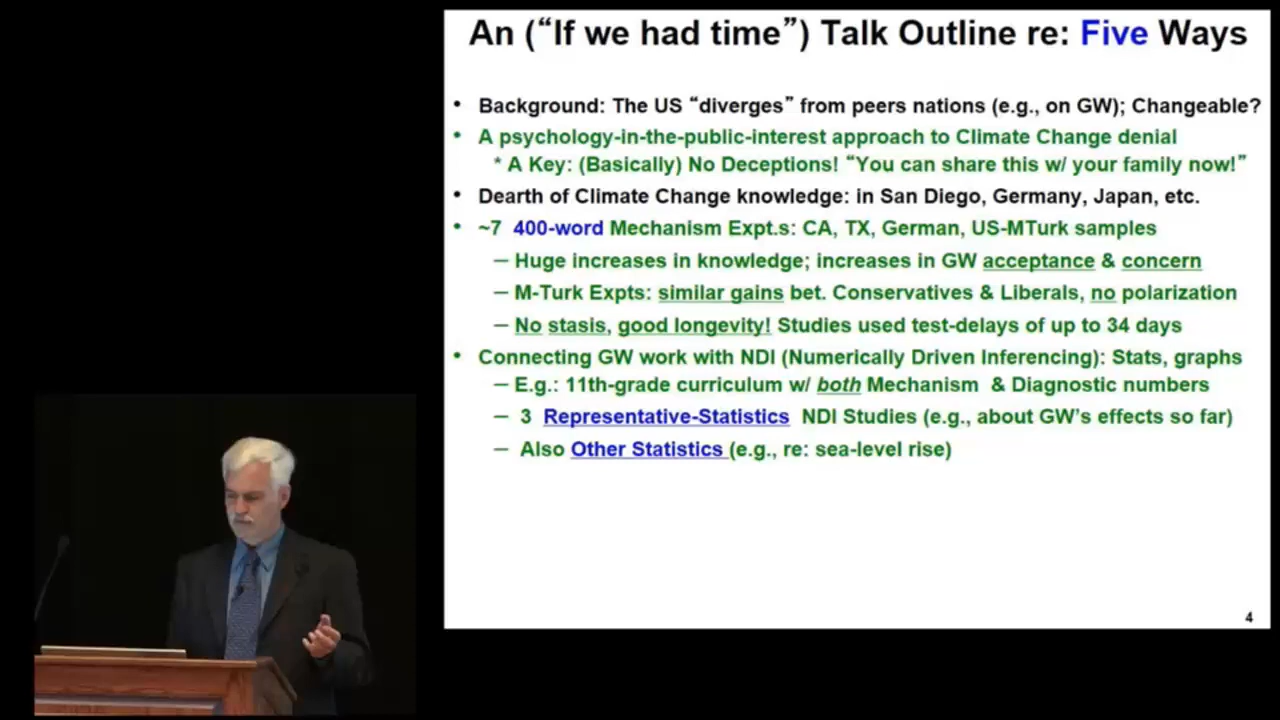 An (“If we had time”) Talk Outline re: Five Ways
• Background: The US “diverges” from peers nations (e.g., on GW); Changeable?
• A psychology-in-the-public-interest approach to Climate Change denial
* A Key: (Basically) No Deceptions! “You can share this w/ your family now!”
• Dearth of Climate Change knowledge: in San Diego, Germany, Japan, etc.
• ~7 400-word Mechanism Expt.s: CA, TX, German, US-MTurk samples
– Huge increases in knowledge; increases in GW acceptance & concern
– M-Turk Expts: similar gains bet. Conservatives & Liberals, no polarization
– No stasis, good longevity! Studies used test-delays of up to 34 days
• Connecting GW work with NDI (Numerically Driven Inferencing): Stats, graphs
– E.g.: 11th-grade curriculum w/ both Mechanism & Diagnostic numbers
– 3 Representative-Statistics NDI Studies (e.g., about GW’s effects so far)
– Also Other Statistics (e.g., re: sea-level rise)
4